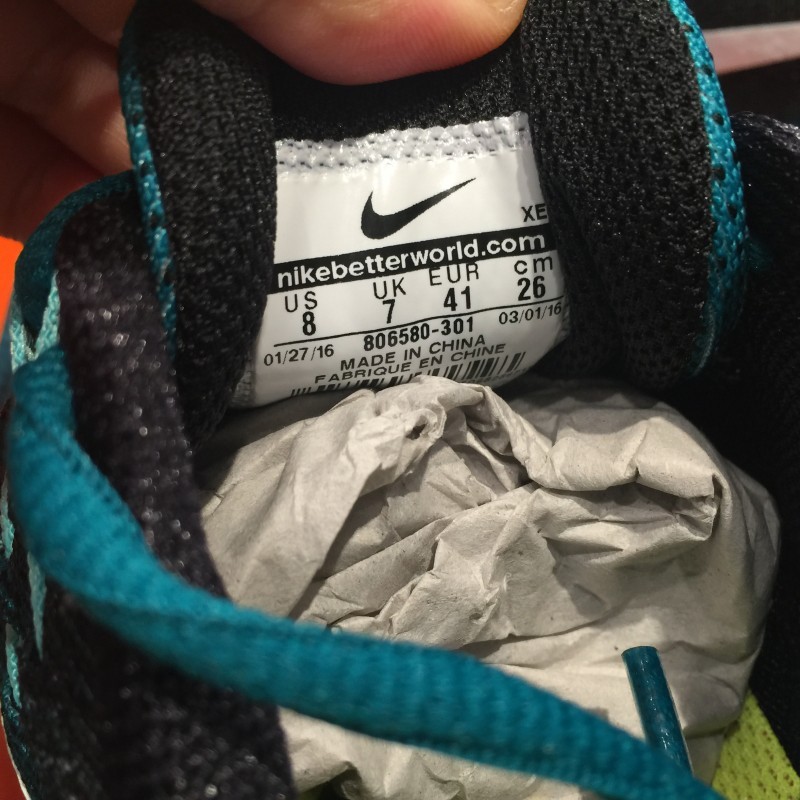 XE
nikebetterworld.com
US UK EUR cm
8 7 41 26
01/27/16 806580-301 03/01/16
MADE IN CHINA
FABRIQUE EN CHINE